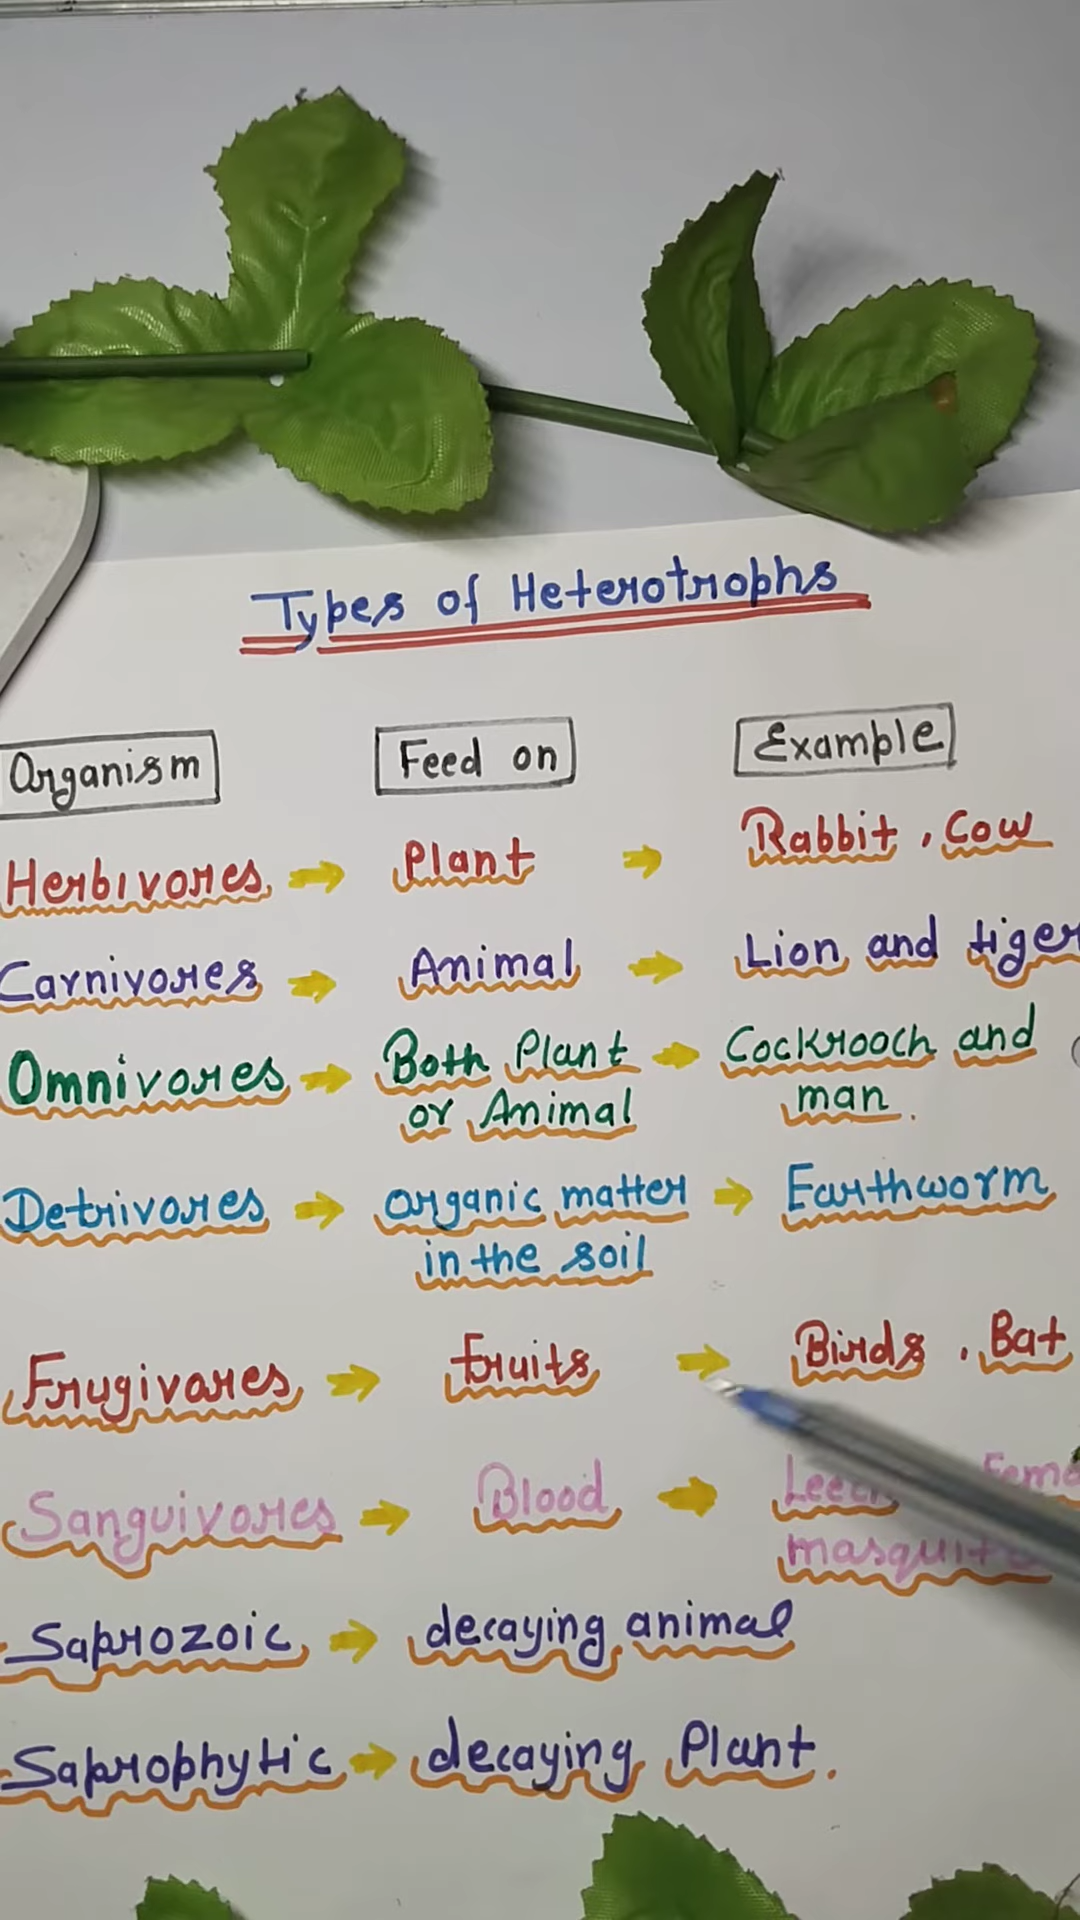 Types of Heterotrophs
Organism Feed on Example
Herbivores → Plant → Rabbit, Cow
Carnivores → Animal → Lion and tiger
Omnivores → Both Plant → Cockrooch and
or Animal man.
Detrivores → organic matter → Earthworm
in the soil
Frugivores → fruits → Birds, Bat
Sanguivores → Blood →
Saprozoic → decaying animal
Saprophytic → decaying Plant.